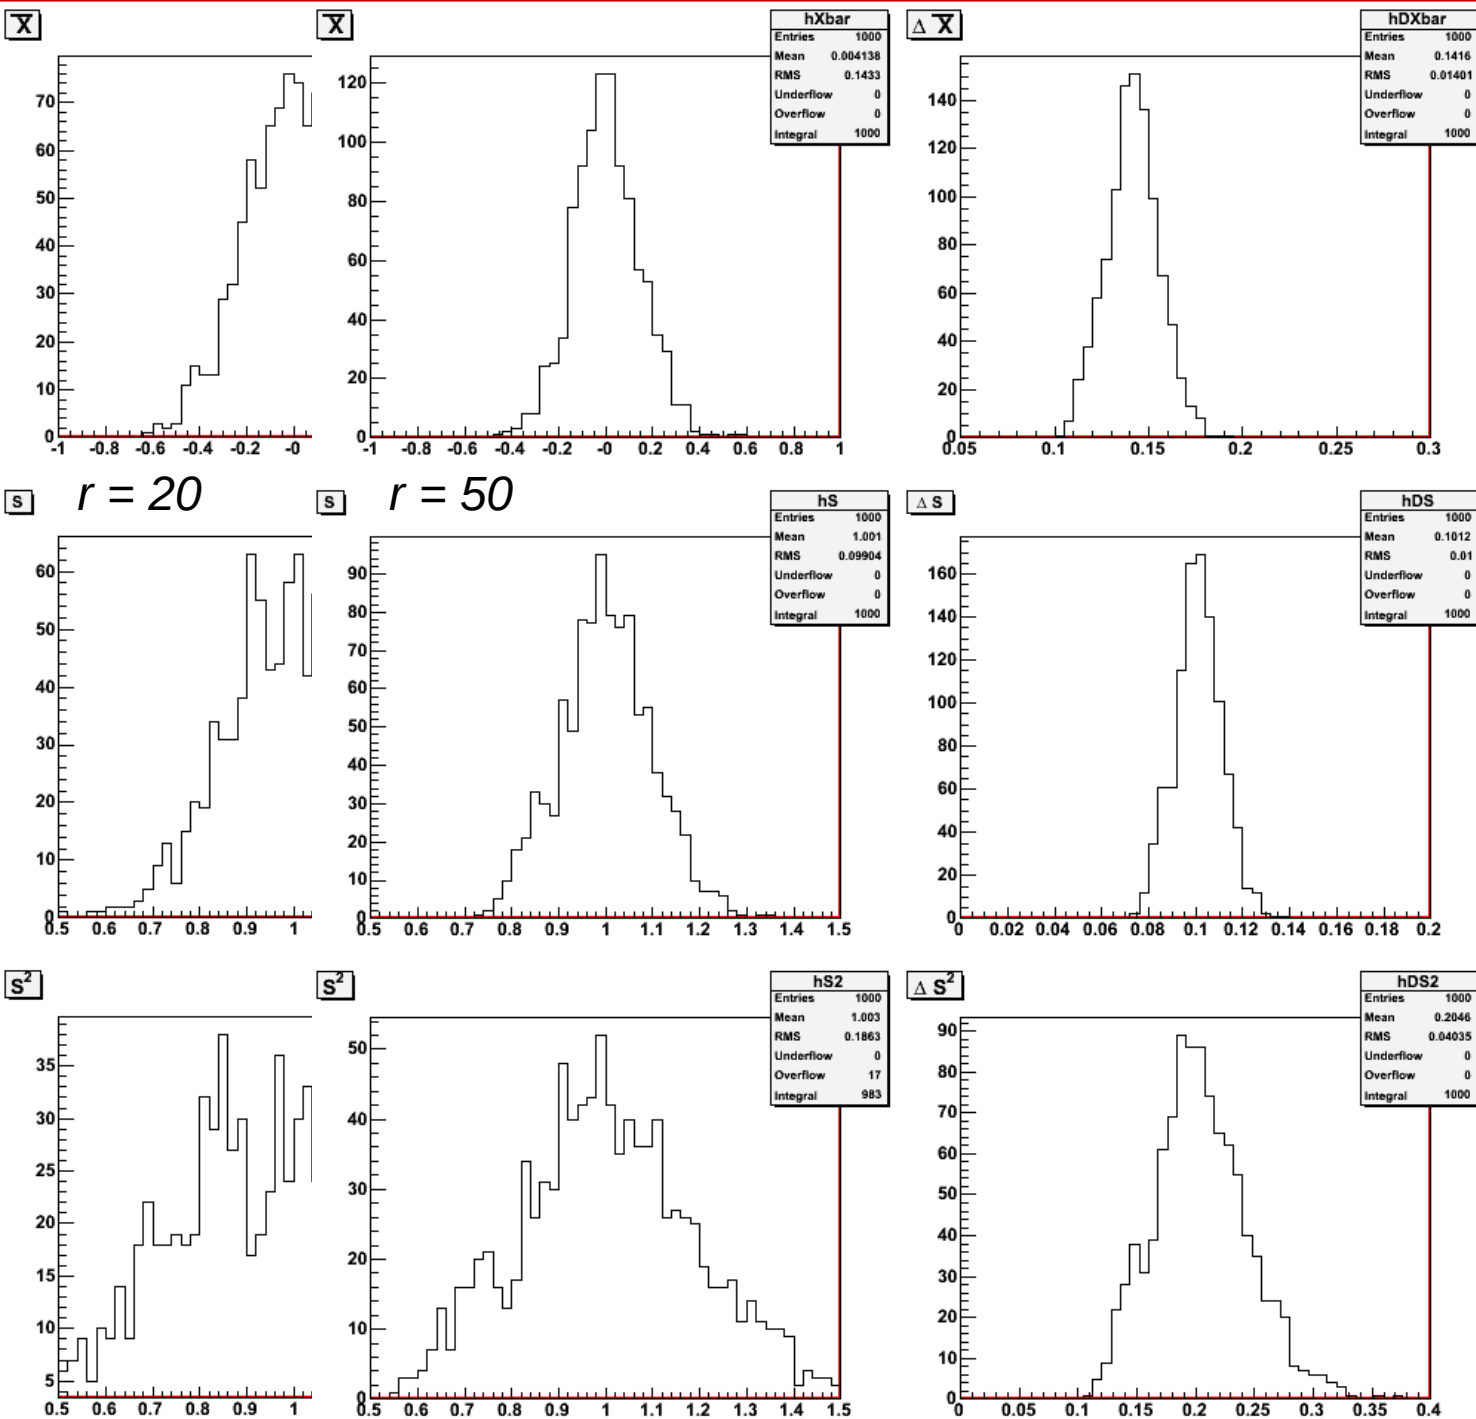 X
X
hXbar
Entries 1000
Mean 0.004138
RMS 0.1433
Underflow 0
Overflow 0
Integral 1000
Δ X
hDXbar
Entries 1000
Mean 0.1416
RMS 0.01401
Underflow 0
Overflow 0
Integral 1000
70
60
50
40
30
20
10
0
-1 -0.8 -0.6 -0.4 -0.2 -0
120
100
80
60
40
20
0
-1 -0.8 -0.6 -0.4 -0.2 -0 0.2 0.4 0.6 0.8 1
140
120
100
80
60
40
20
0
0.05 0.1 0.15 0.2 0.25 0.3
r = 20
r = 50
S
S
hS
Entries 1000
Mean 1.001
RMS 0.09904
Underflow 0
Overflow 0
Integral 1000
Δ S
hDS
Entries 1000
Mean 0.1012
RMS 0.01
Underflow 0
Overflow 0
Integral 1000
60
50
40
30
20
10
0
0.5 0.6 0.7 0.8 0.9 1
90
80
70
60
50
40
30
20
10
0
0.5 0.6 0.7 0.8 0.9 1 1.1 1.2 1.3 1.4 1.5
160
140
120
100
80
60
40
20
0
0 0.02 0.04 0.06 0.08 0.1 0.12 0.14 0.16 0.18 0.2
S²
S²
hS2
Entries 1000
Mean 1.003
RMS 0.1863
Underflow 0
Overflow 17
Integral 983
Δ S²
hDS2
Entries 1000
Mean 0.2046
RMS 0.04035
Underflow 0
Overflow 0
Integral 1000
35
30
25
20
15
10
5
0.5 0.6 0.7 0.8 0.9 1
50
40
30
20
10
0
0.5 0.6 0.7 0.8 0.9 1 1.1 1.2 1.3 1.4 1.5
90
80
70
60
50
40
30
20
10
0
0 0.05 0.1 0.15 0.2 0.25 0.3 0.35 0.4